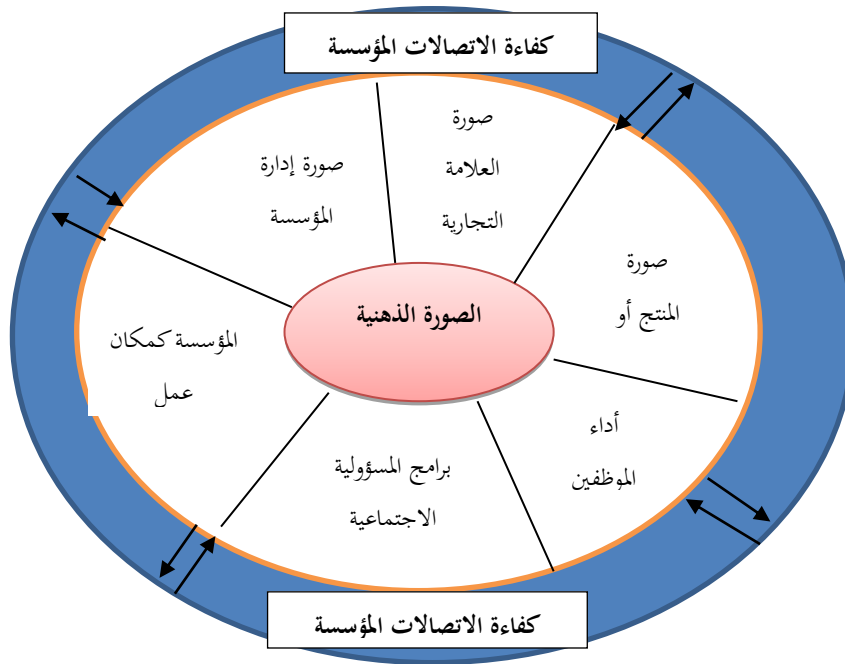 كفاءة الاتصالات المؤسسة
صورة
العلامة
التجارية
صورة إدارة
المؤسسة
صورة
المنتج أو
الصورة الذهنية
المؤسسة كمكان
عمل
أداء
الموظفين
برامج المسؤولية
الاجتماعية
كفاءة الاتصالات المؤسسة